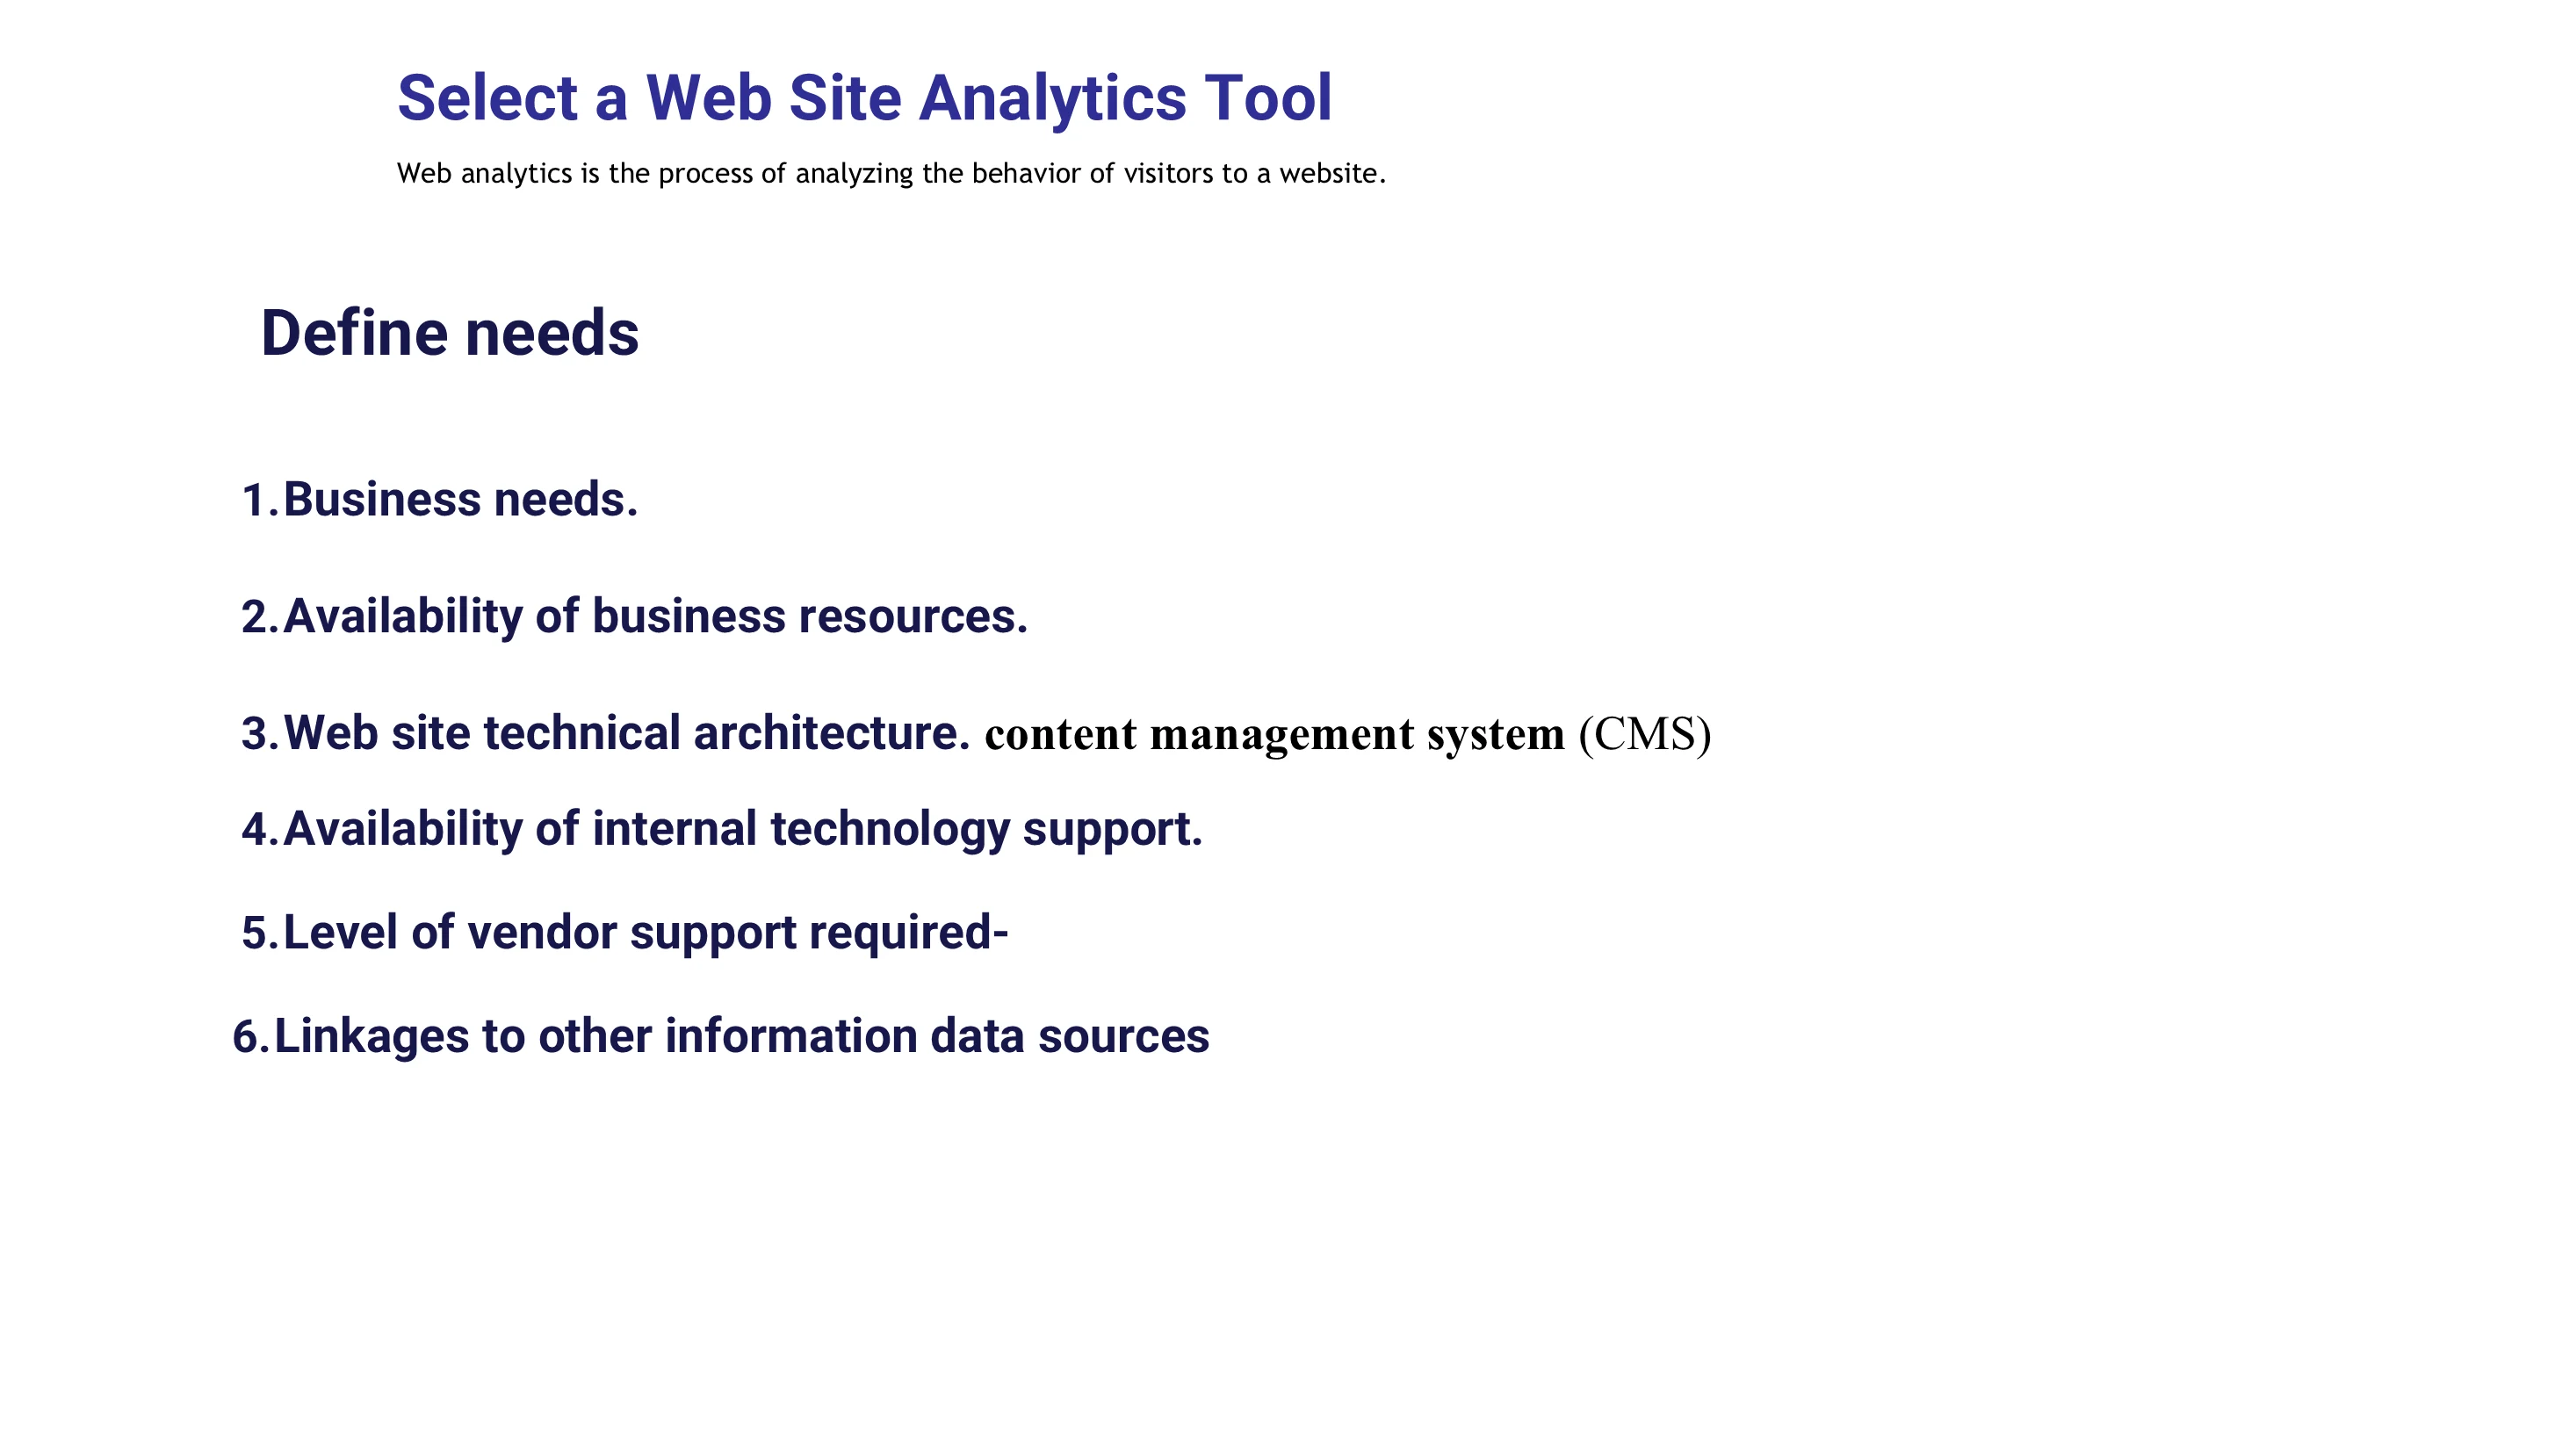 Select a Web Site Analytics Tool
Web analytics is the process of analyzing the behavior of visitors to a website.
Define needs
1.Business needs.
2.Availability of business resources.
3.Web site technical architecture. content management system (CMS)
4.Availability of internal technology support.
5.Level of vendor support required-
6.Linkages to other information data sources